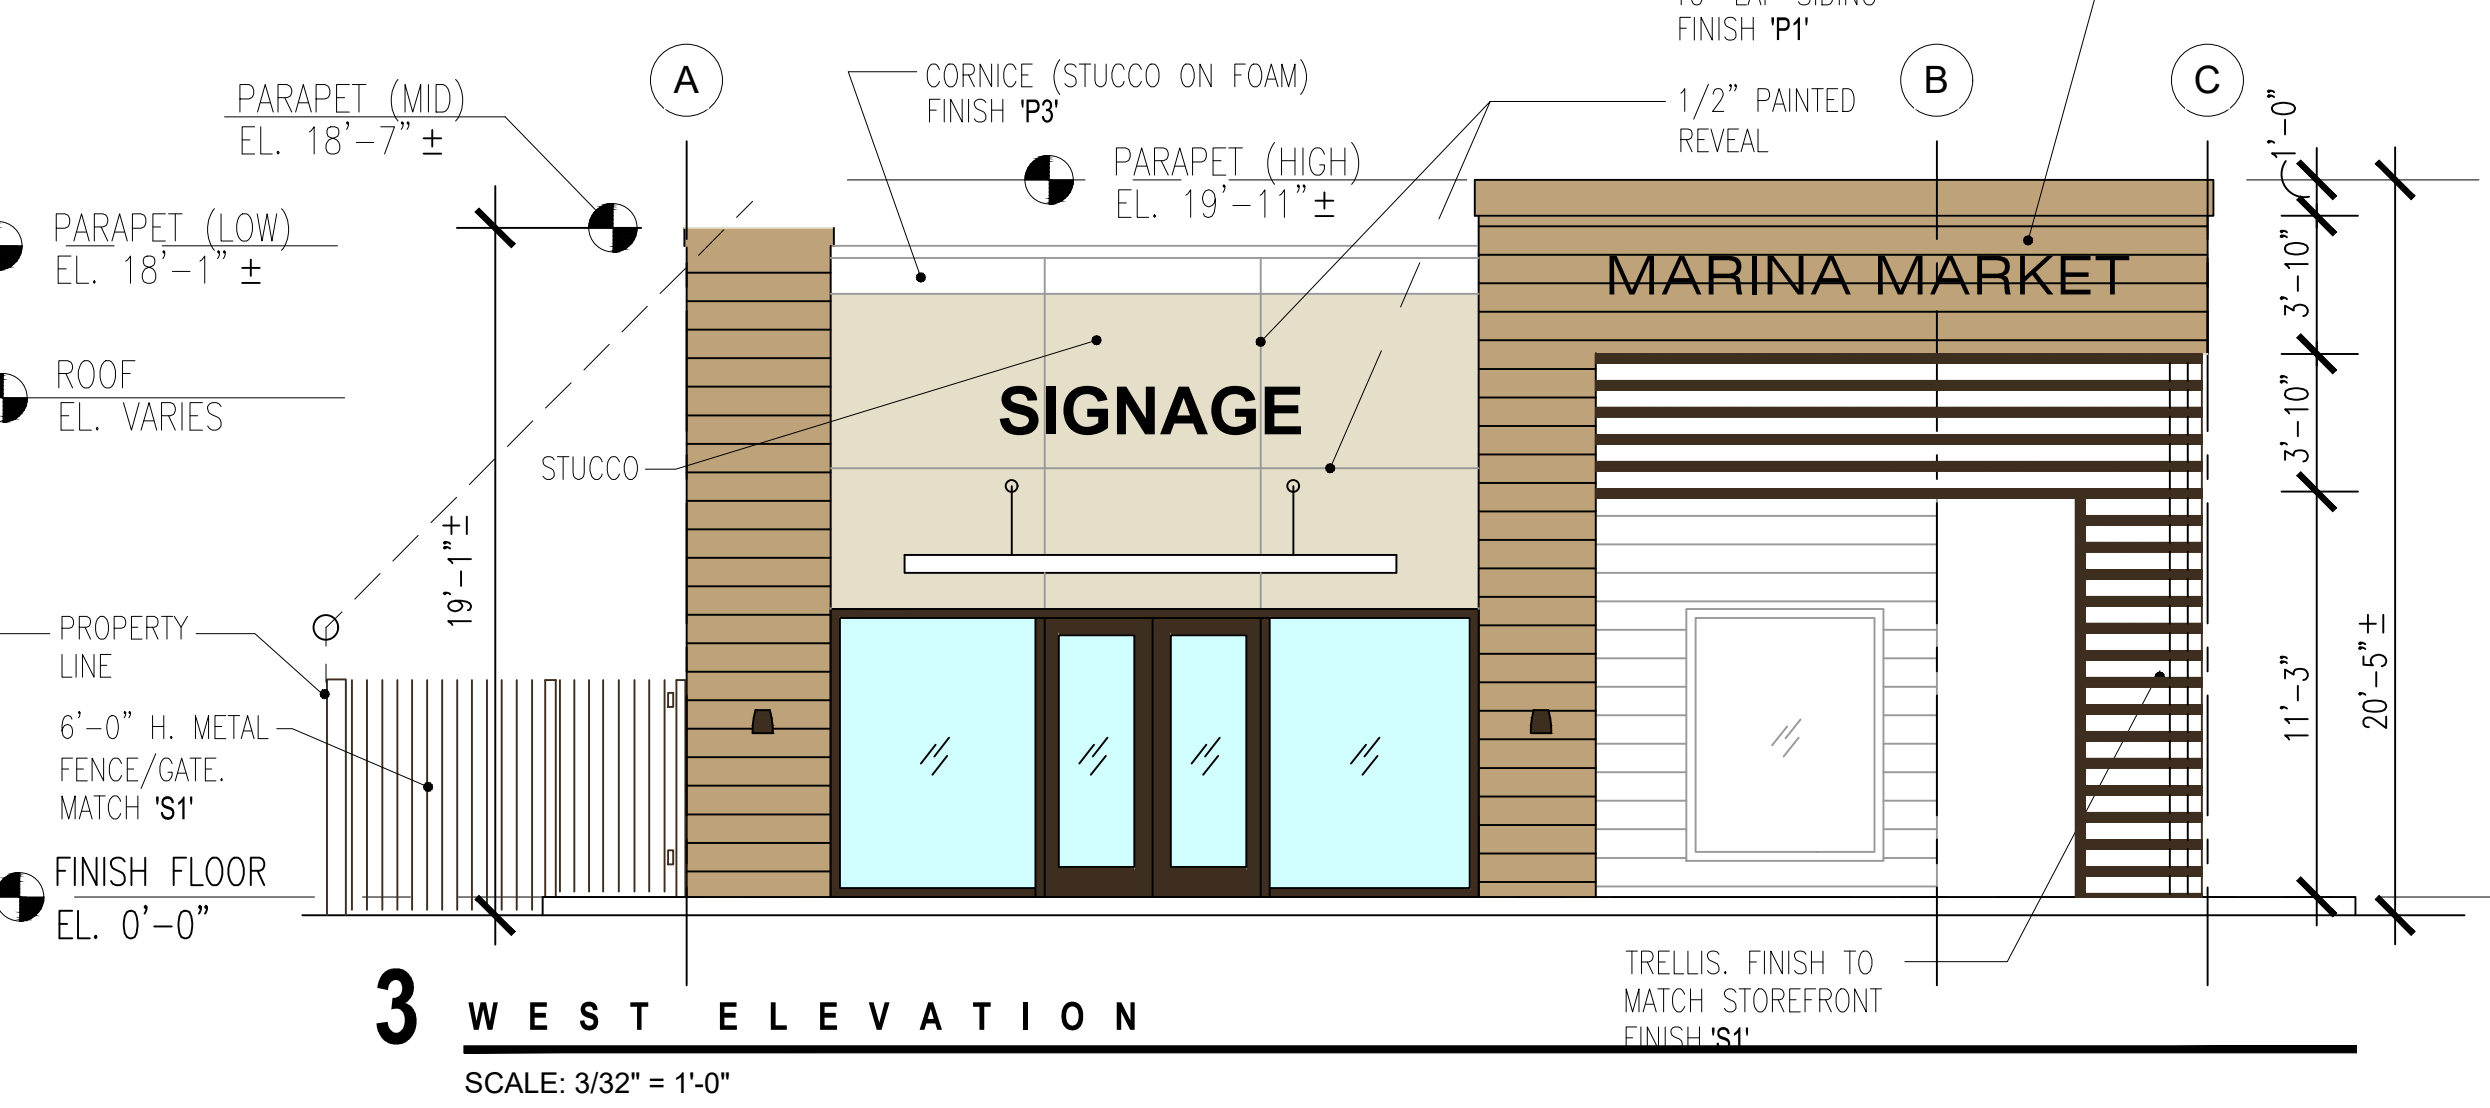 10" LAP SIDING
FINISH 'P1'
A
B
C
PARAPET (MID)
EL. 18'-7" ±
CORNICE (STUCCO ON FOAM)
FINISH 'P3'
1/2" PAINTED
REVEAL
PARAPET (HIGH)
EL. 19'-11" ±
1'-0"
PARAPET (LOW)
EL. 18'-1" ±
MARINA MARKET
3'-10"
ROOF
EL. VARIES
SIGNAGE
3'-10"
STUCCO
19'-1" ±
PROPERTY
LINE
6'-0" H. METAL
FENCE/GATE.
MATCH 'S1'
11'-3"
20'-5" ±
FINISH FLOOR
EL. 0'-0"
TRELLIS. FINISH TO
MATCH STOREFRONT
FINISH 'S1'
3 WEST ELEVATION
SCALE: 3/32" = 1'-0"